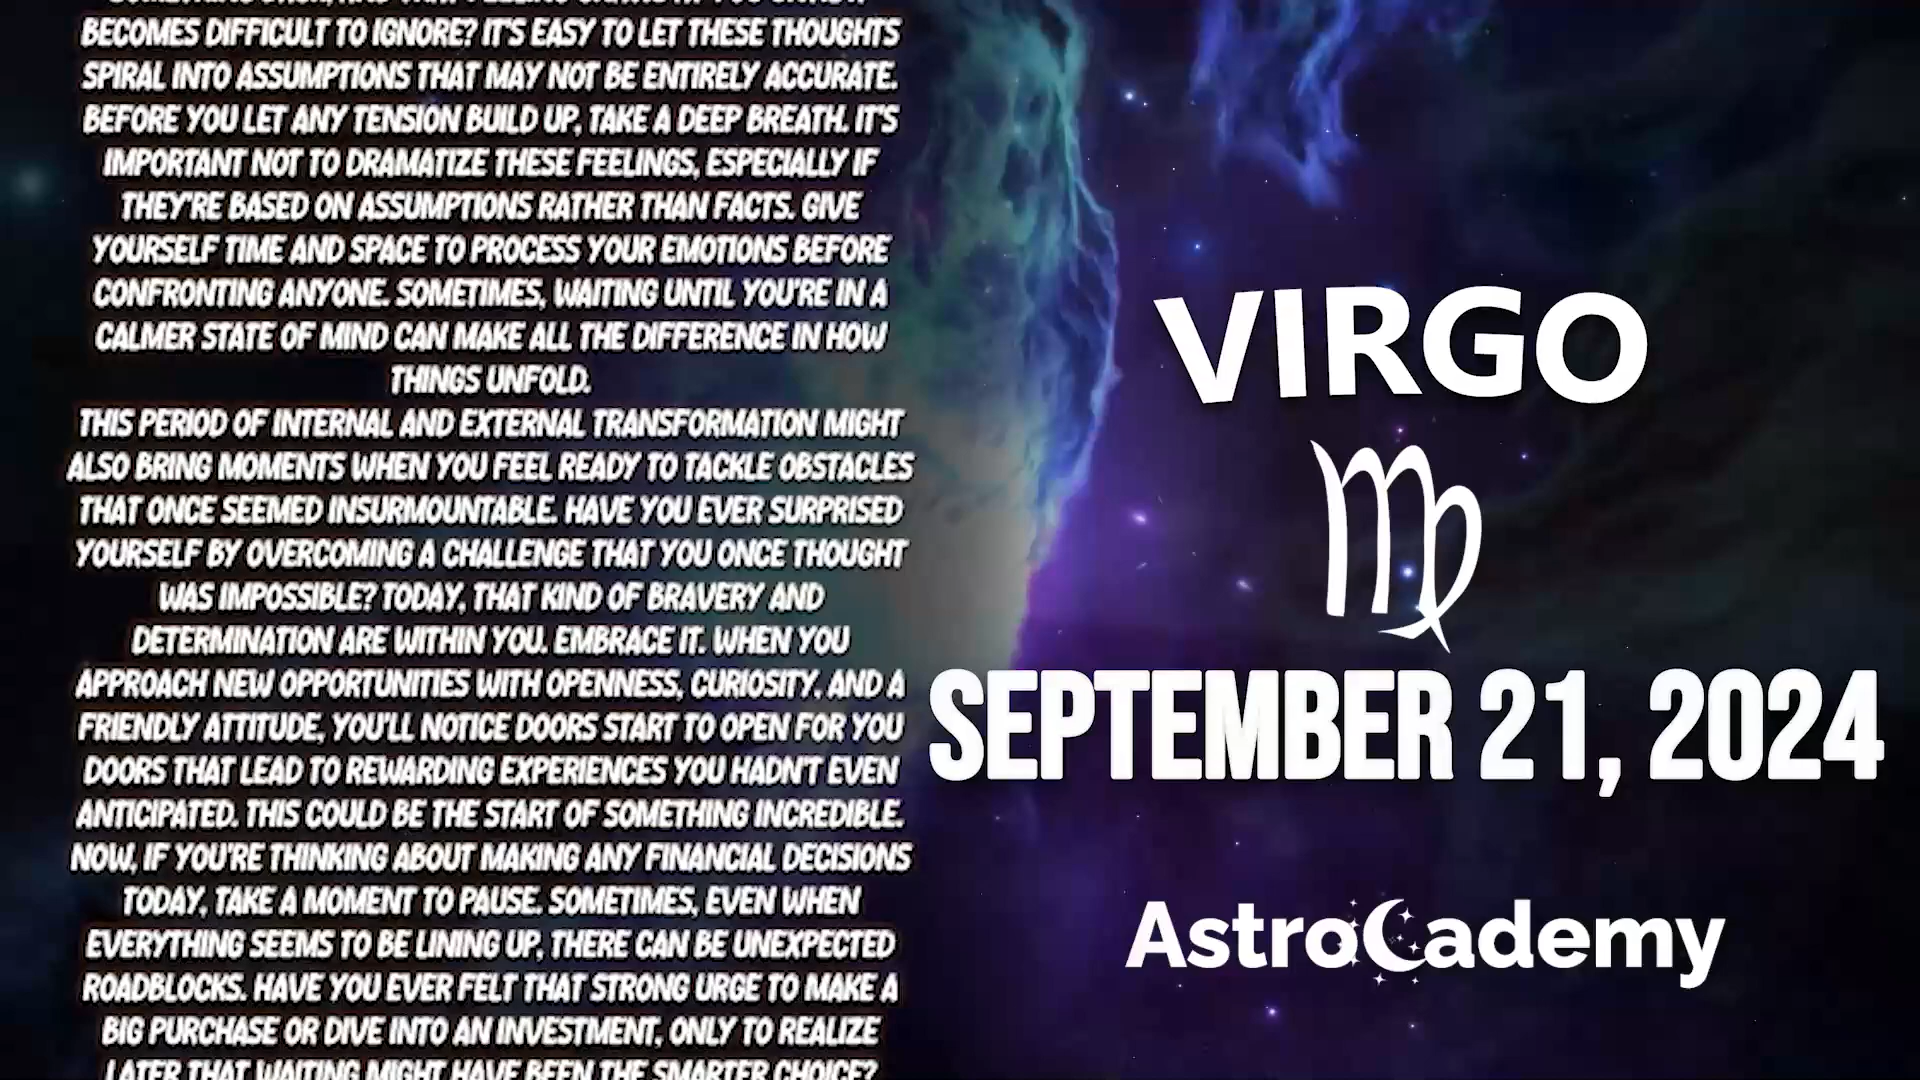 BECOMES DIFFICULT TO IGNORE? IT'S EASY TO LET THESE THOUGHTS
SPIRAL INTO ASSUMPTIONS THAT MAY NOT BE ENTIRELY ACCURATE.
BEFORE YOU LET ANY TENSION BUILD UP, TAKE A DEEP BREATH. IT'S
IMPORTANT NOT TO DRAMATIZE THESE FEELINGS, ESPECIALLY IF
THEY'RE BASED ON ASSUMPTIONS RATHER THAN FACTS. GIVE
YOURSELF TIME AND SPACE TO PROCESS YOUR EMOTIONS BEFORE
CONFRONTING ANYONE. SOMETIMES, WAITING UNTIL YOU'RE IN A
CALMER STATE OF MIND CAN MAKE ALL THE DIFFERENCE IN HOW
THINGS UNFOLD.
THIS PERIOD OF INTERNAL AND EXTERNAL TRANSFORMATION MIGHT
ALSO BRING MOMENTS WHEN YOU FEEL READY TO TACKLE OBSTACLES
THAT ONCE SEEMED INSURMOUNTABLE. HAVE YOU EVER SURPRISED
YOURSELF BY OVERCOMING A CHALLENGE THAT YOU ONCE THOUGHT
WAS IMPOSSIBLE? TODAY, THAT KIND OF BRAVERY AND
DETERMINATION ARE WITHIN YOU. EMBRACE IT. WHEN YOU
APPROACH NEW OPPORTUNITIES WITH OPENNESS, CURIOSITY, AND A
FRIENDLY ATTITUDE, YOU'LL NOTICE DOORS START TO OPEN FOR YOU
DOORS THAT LEAD TO REWARDING EXPERIENCES YOU HADN'T EVEN
ANTICIPATED. THIS COULD BE THE START OF SOMETHING INCREDIBLE.
NOW, IF YOU'RE THINKING ABOUT MAKING ANY FINANCIAL DECISIONS
TODAY, TAKE A MOMENT TO PAUSE. SOMETIMES, EVEN WHEN
EVERYTHING SEEMS TO BE LINING UP, THERE CAN BE UNEXPECTED
ROADBLOCKS. HAVE YOU EVER FELT THAT STRONG URGE TO MAKE A
BIG PURCHASE OR DIVE INTO AN INVESTMENT, ONLY TO REALIZE
LATER THAT WAITING MIGHT HAVE BEEN THE SMARTER CHOICE?
VIRGO
SEPTEMBER 21, 2024
AstroCademy